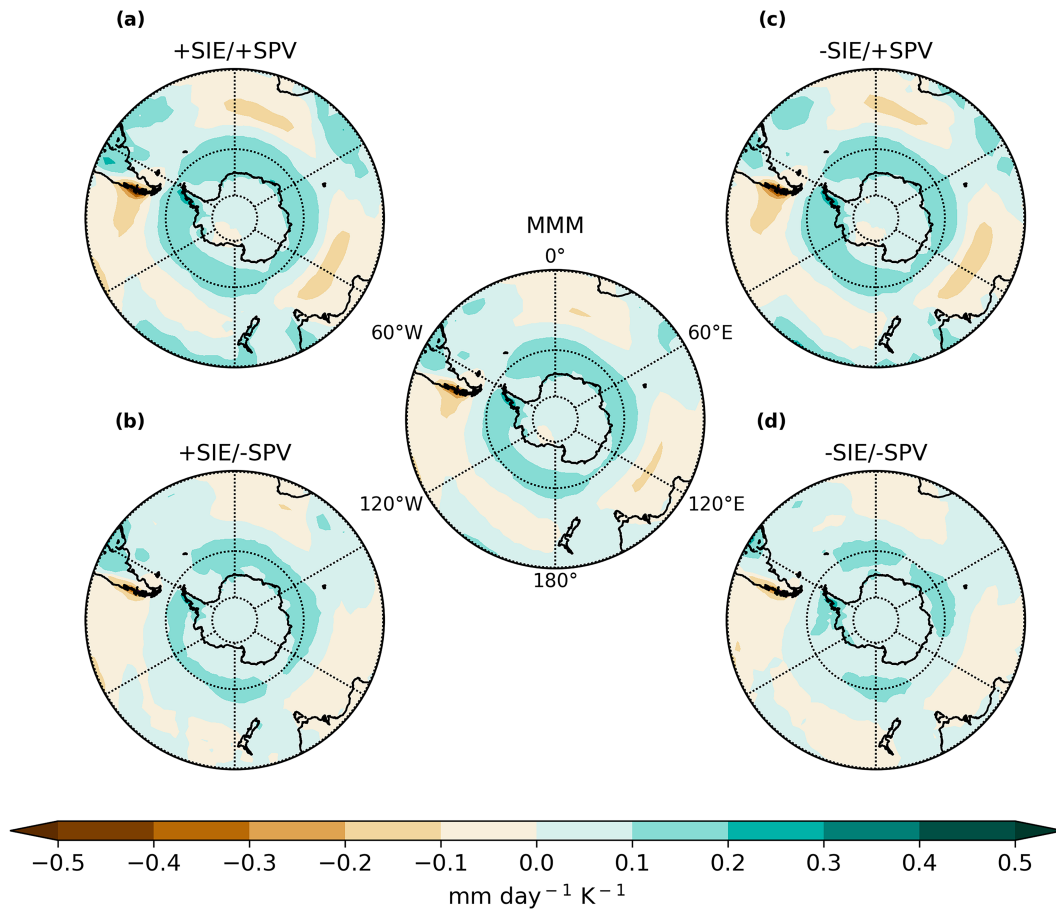 (a)
+SIE/+SPV
(c)
-SIE/+SPV
MMM
0°
60°W
60°E
120°W
120°E
180°
(b)
+SIE/-SPV
(d)
-SIE/-SPV
−0.5 −0.4 −0.3 −0.2 −0.1 0.0 0.1 0.2 0.3 0.4 0.5
mm day⁻¹ K⁻¹